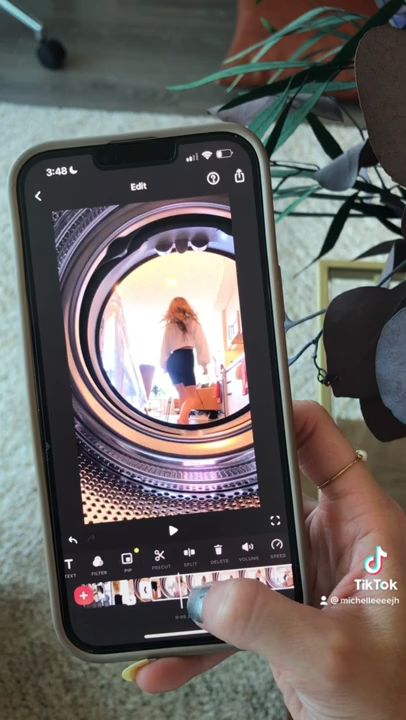 3:48
Edit
TEXT
FILTER
PIP
PRECUT
SPLIT
DELETE
VOLUME
SPEED
TikTok
@michelleeeejh